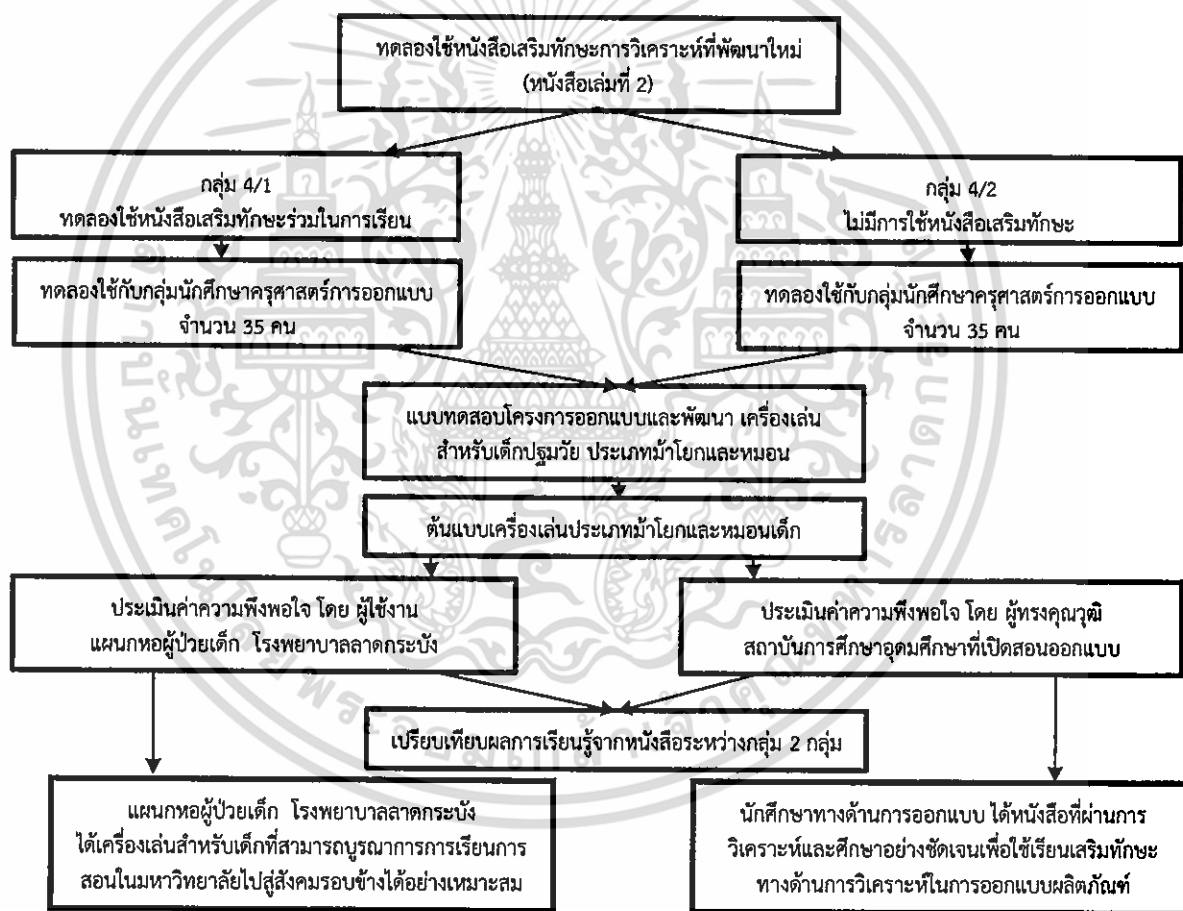 ทดลองใช้หนังสือเสริมทักษะการวิเคราะห์ที่พัฒนาใหม่
(หนังสือเล่มที่ 2)
กลุ่ม 4/1
ทดลองใช้หนังสือเสริมทักษะร่วมในการเรียน
กลุ่ม 4/2
ไม่มีการใช้หนังสือเสริมทักษะ
ทดลองใช้กับกลุ่มนักศึกษาครุศาสตร์การออกแบบ
จำนวน 35 คน
ทดลองใช้กับกลุ่มนักศึกษาครุศาสตร์การออกแบบ
จำนวน 35 คน
แบบทดสอบโครงการออกแบบและพัฒนา เครื่องเล่น
สำหรับเด็กปฐมวัย ประเภทม้าโยกและหมอน
ต้นแบบเครื่องเล่นประเภทม้าโยกและหมอนเด็ก
ประเมินค่าความพึงพอใจ โดย ผู้ใช้งาน
แผนกหอผู้ป่วยเด็ก โรงพยาบาลลาดกระบัง
ประเมินค่าความพึงพอใจ โดย ผู้ทรงคุณวุฒิ
สถาบันการศึกษาอุดมศึกษาที่เปิดสอนออกแบบ
เปรียบเทียบผลการเรียนรู้จากหนังสือระหว่างกลุ่ม 2 กลุ่ม
แผนกหอผู้ป่วยเด็ก โรงพยาบาลลาดกระบัง
ได้เครื่องเล่นสำหรับเด็กที่สามารถบูรณาการการเรียนการ
สอนในมหาวิทยาลัยไปสู่สังคมรอบข้างได้อย่างเหมาะสม
นักศึกษาทางด้านการออกแบบ ได้หนังสือที่ผ่านการ
วิเคราะห์และศึกษาอย่างชัดเจนเพื่อใช้เรียนเสริมทักษะ
ทางด้านการวิเคราะห์ในการออกแบบผลิตภัณฑ์